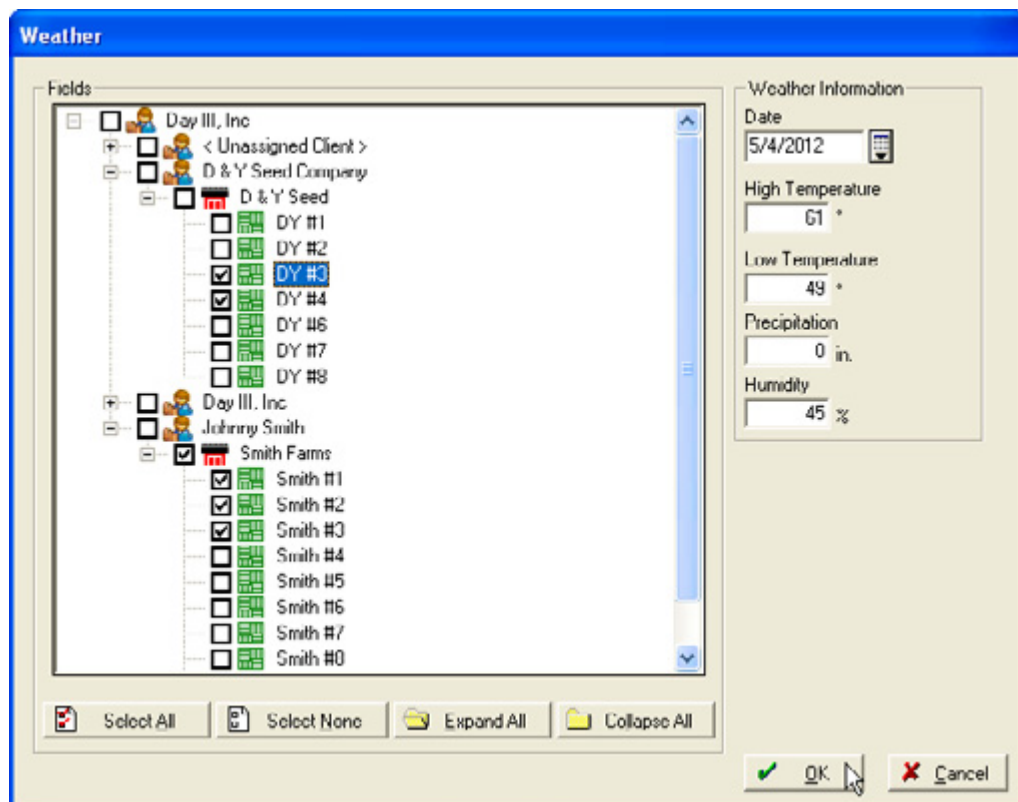 Weather
Fields
Day III, Inc
< Unassigned Client >
D & Y Seed Company
D & Y Seed
DY #1
DY #2
DY #3
DY #4
DY #6
DY #7
DY #8
Day III, Inc
Johnny Smith
Smith Farms
Smith #1
Smith #2
Smith #3
Smith #4
Smith #5
Smith #6
Smith #7
Smith #8
Select All
Select None
Expand All
Collapse All
Weather Information
Date
5/4/2012
High Temperature
61 °
Low Temperature
49 °
Precipitation
0 in.
Humidity
45 %
OK
Cancel